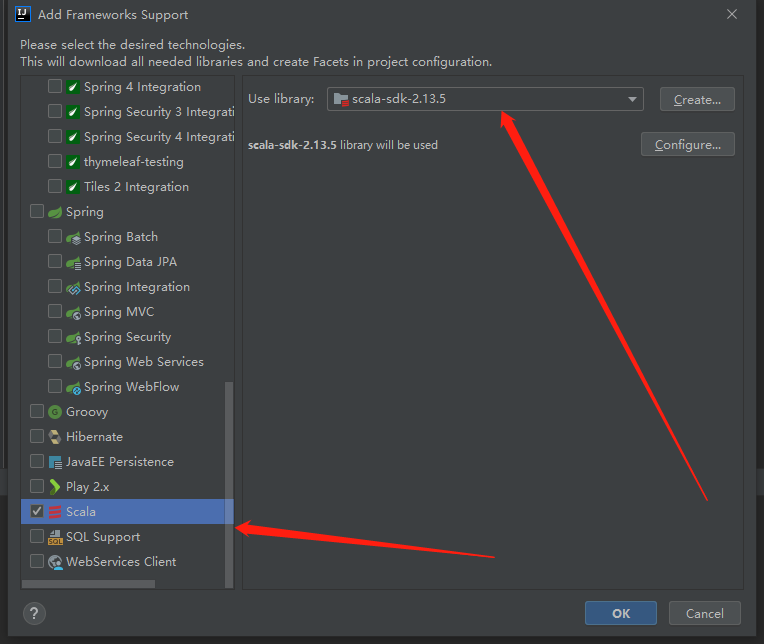 Add Frameworks Support
Please select the desired technologies.
This will download all needed libraries and create Facets in project configuration.
Spring 4 Integration
Spring Security 3 Integrati
Spring Security 4 Integrati
thymeleaf-testing
Tiles 2 Integration
Spring
Spring Batch
Spring Data JPA
Spring Integration
Spring MVC
Spring Security
Spring Web Services
Spring WebFlow
Groovy
Hibernate
JavaEE Persistence
Play 2.x
Scala
SQL Support
WebServices Client
Use library:
scala-sdk-2.13.5
Create...
scala-sdk-2.13.5 library will be used
Configure...
?
OK
Cancel